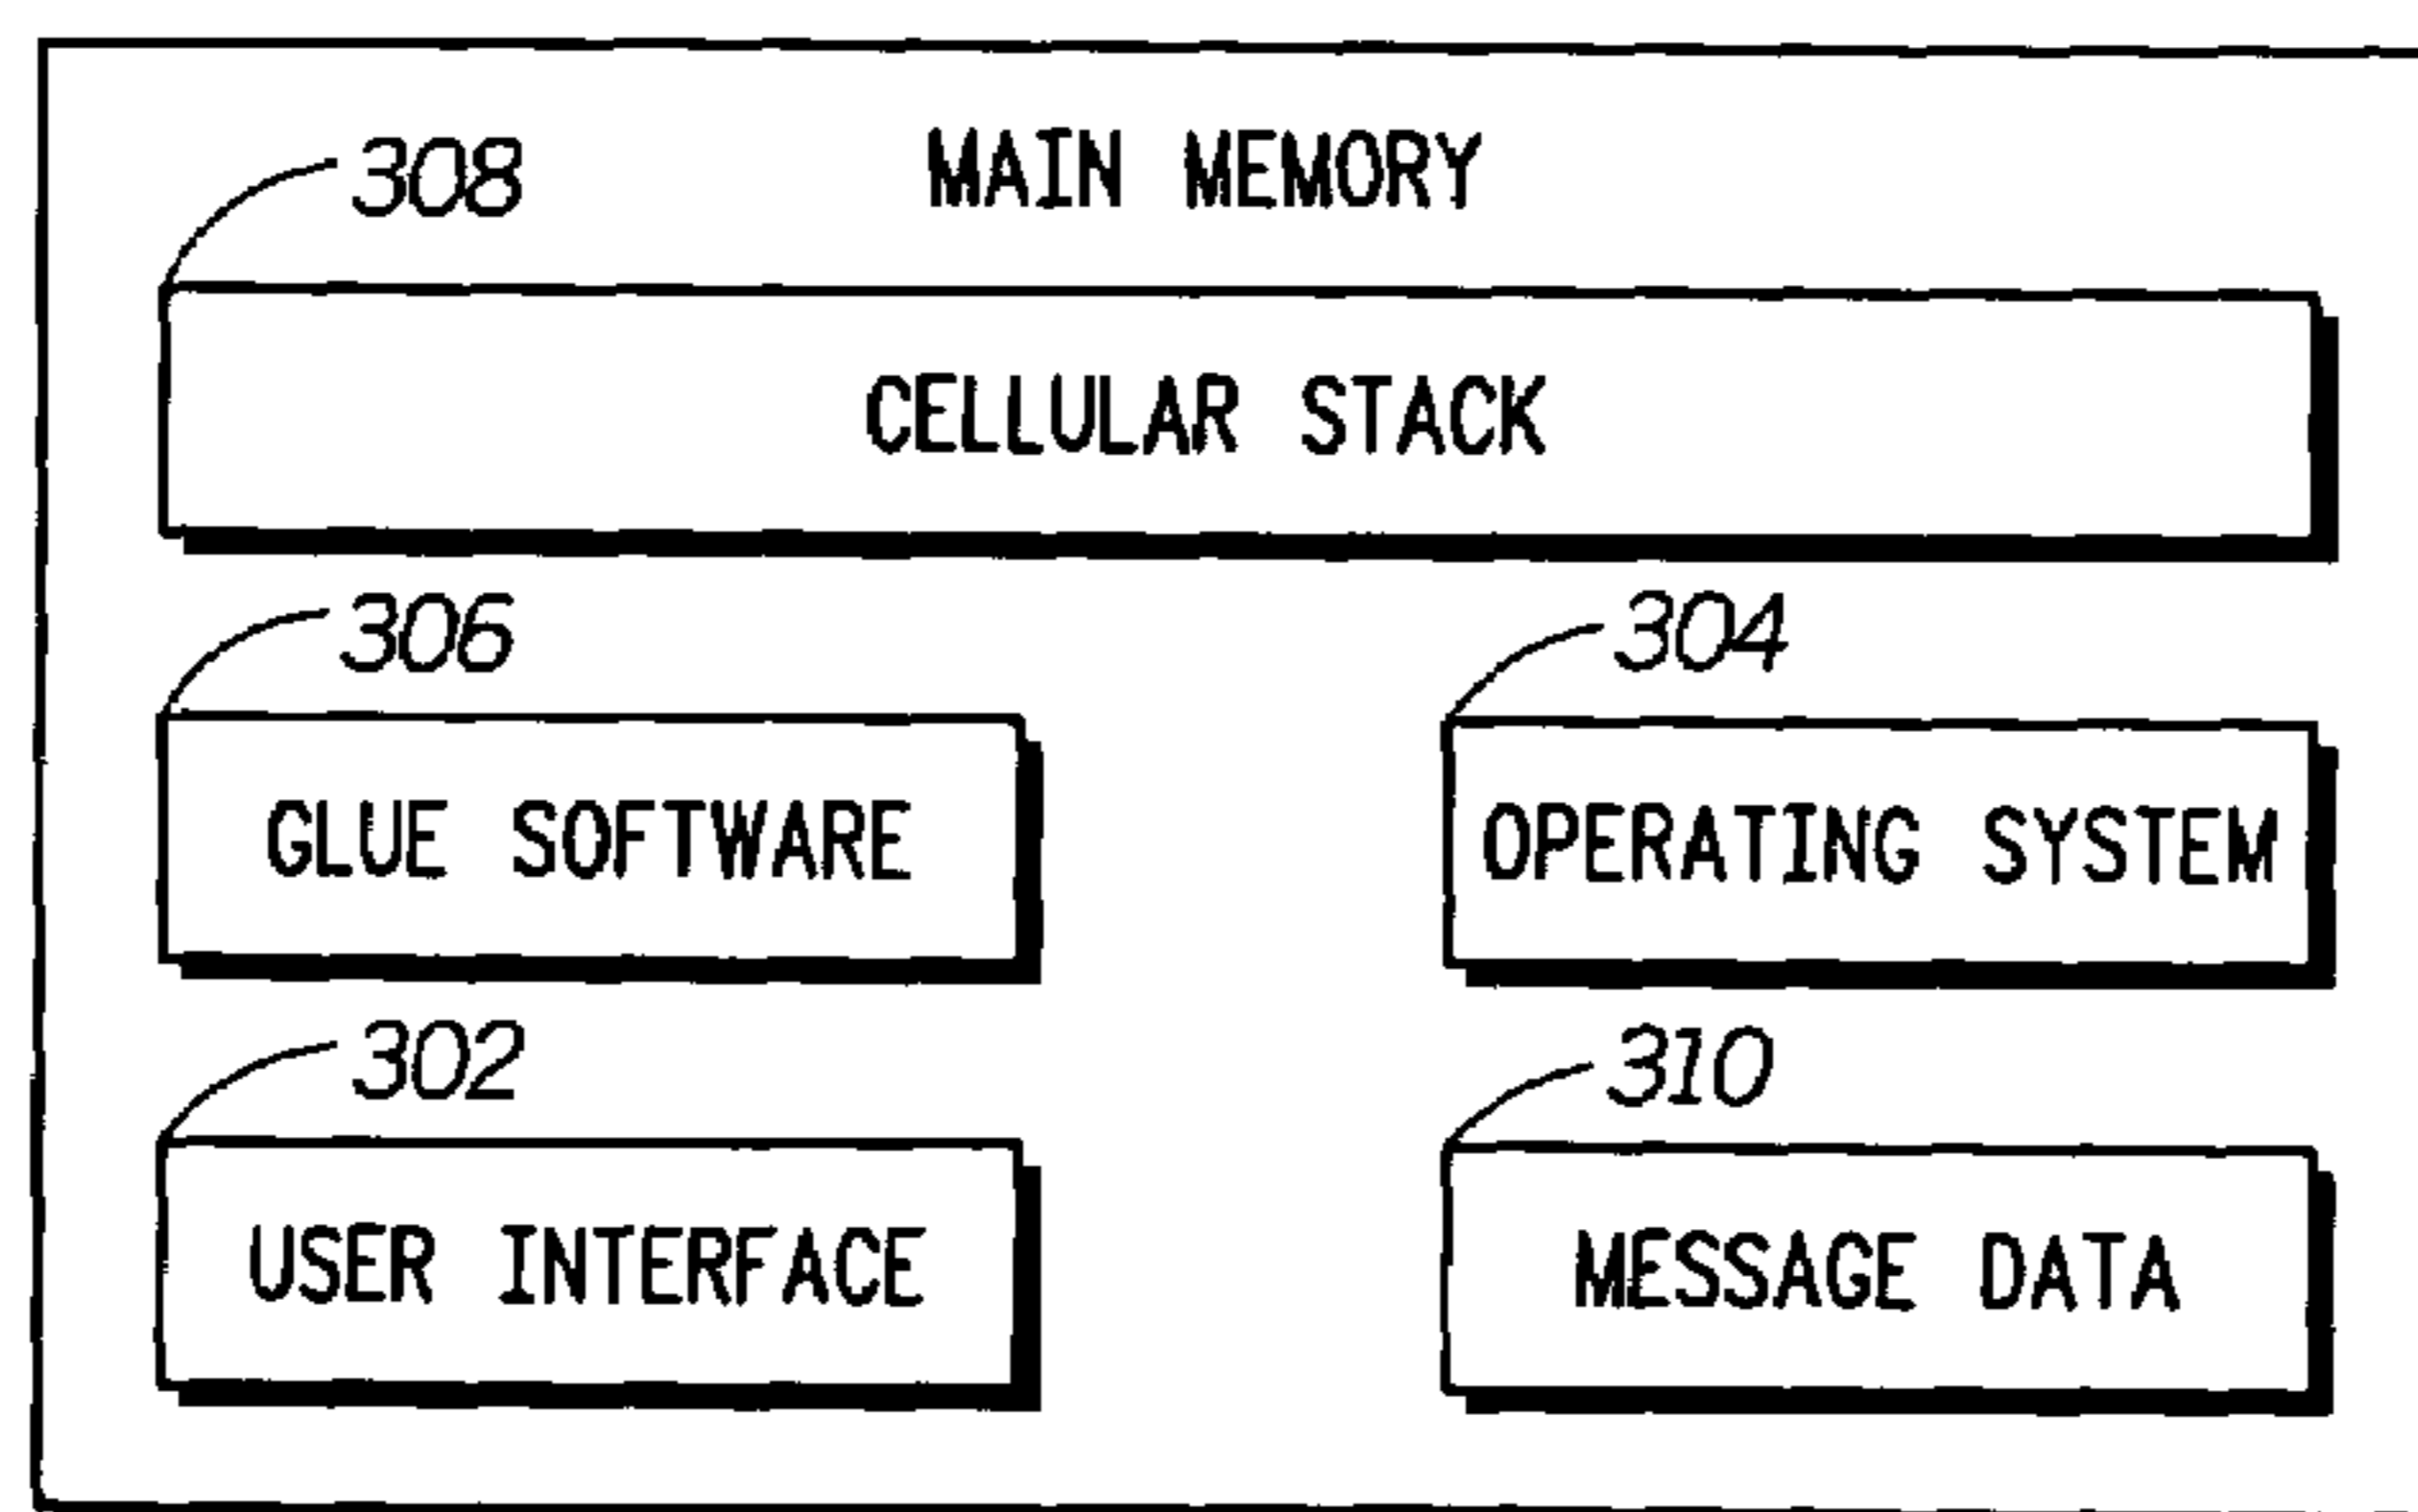 308
MAIN MEMORY
CELLULAR STACK
306
304
GLUE SOFTWARE
OPERATING SYSTEM
302
310
USER INTERFACE
MESSAGE DATA